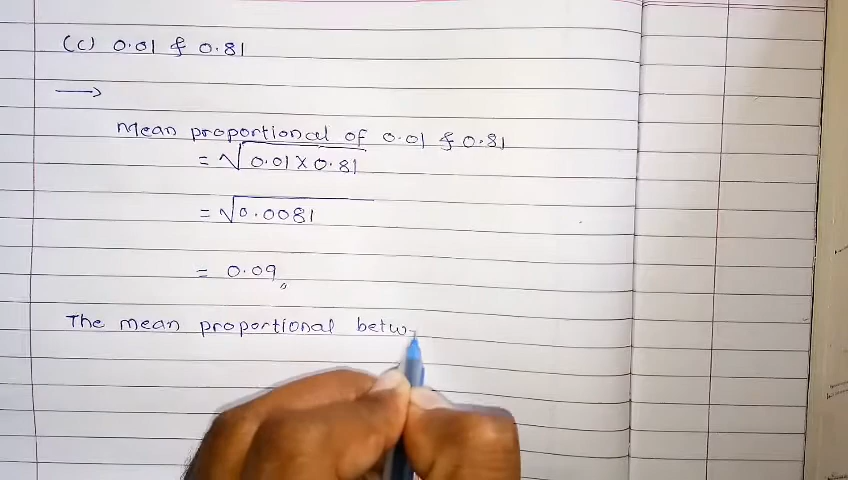 (c) 0.01 & 0.81
→
Mean proportional of 0.01 & 0.81
= √0.01 × 0.81
= √0.0081
= 0.09
The mean proportional betw